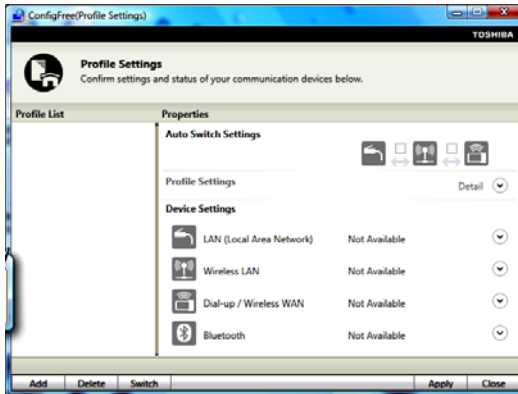 ConfigFree(Profile Settings)
TOSHIBA
Profile Settings
Confirm settings and status of your communication devices below.
Profile List
Properties
Auto Switch Settings
Profile Settings Detail
Device Settings
LAN (Local Area Network) Not Available
Wireless LAN Not Available
Dial-up / Wireless WAN Not Available
Bluetooth Not Available
Add Delete Switch Apply Close